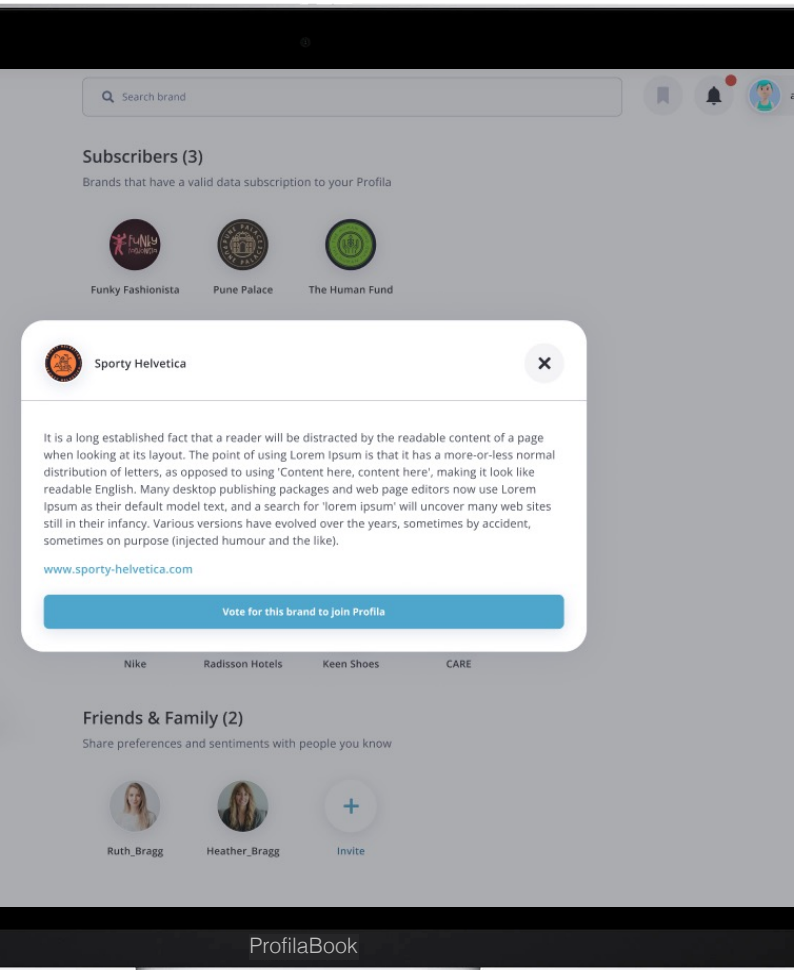 Search brand
a
Subscribers (3)
Brands that have a valid data subscription to your Profila
FUNKY
PUNE PALACE
PUNE PALACE
Funky Fashionista
Pune Palace
The Human Fund
Sporty Helvetica
It is a long established fact that a reader will be distracted by the readable content of a page
when looking at its layout. The point of using Lorem Ipsum is that it has a more-or-less normal
distribution of letters, as opposed to using 'Content here, content here', making it look like
readable English. Many desktop publishing packages and web page editors now use Lorem
Ipsum as their default model text, and a search for 'lorem ipsum' will uncover many web sites
still in their infancy. Various versions have evolved over the years, sometimes by accident,
sometimes on purpose (injected humour and the like).
www.sporty-helvetica.com
Vote for this brand to join Profila
Nike
Radisson Hotels
Keen Shoes
CARE
Friends & Family (2)
Share preferences and sentiments with people you know
Ruth_Bragg
Heather_Bragg
Invite
ProfilaBook